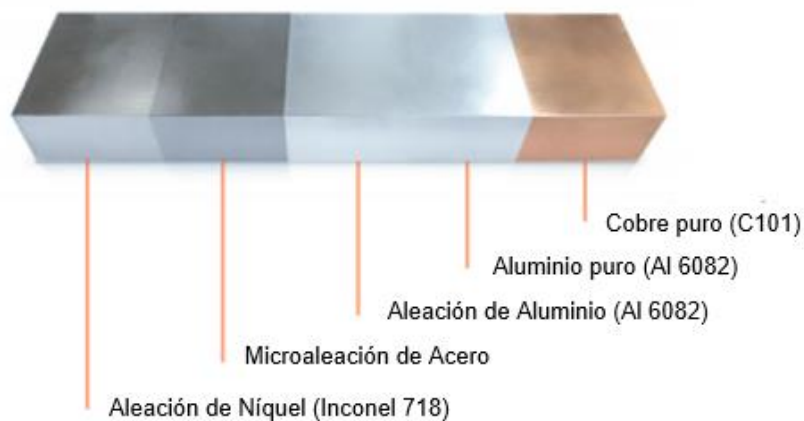 Cobre puro (C101)
Aluminio puro (Al 6082)
Aleación de Aluminio (Al 6082)
Microaleación de Acero
Aleación de Níquel (Inconel 718)